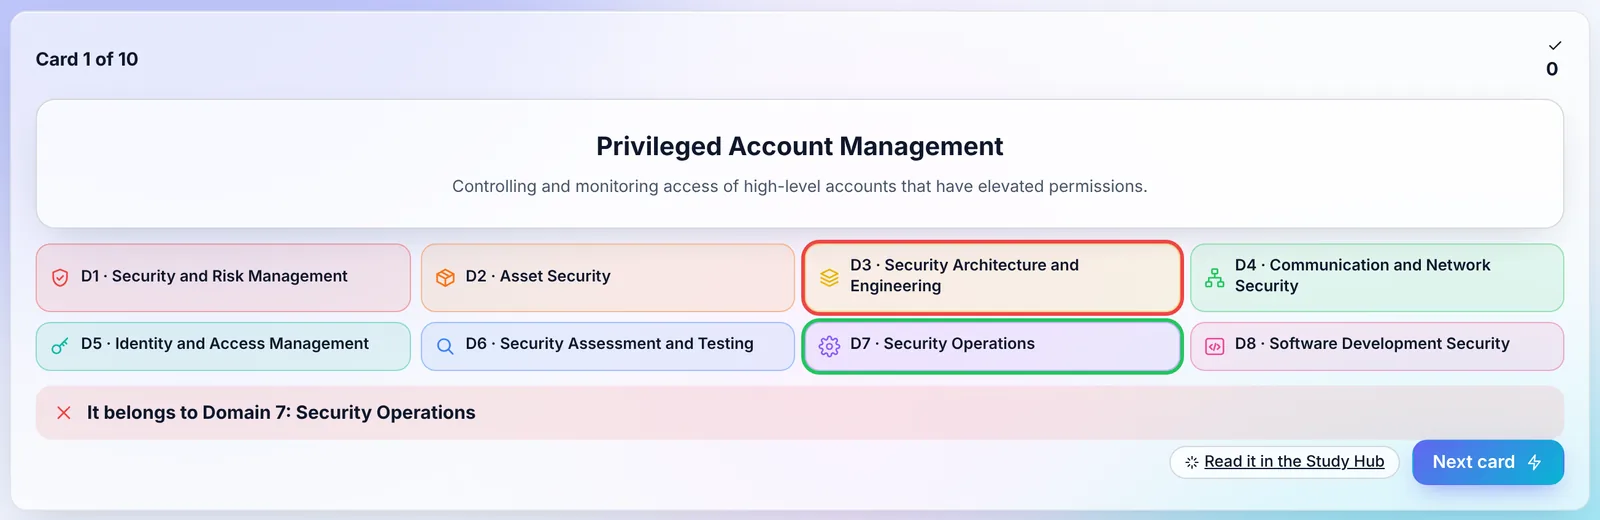 Card 1 of 10
0
Privileged Account Management
Controlling and monitoring access of high-level accounts that have elevated permissions.
D1 · Security and Risk Management
D2 · Asset Security
D3 · Security Architecture and
Engineering
D4 · Communication and Network
Security
D5 · Identity and Access Management
D6 · Security Assessment and Testing
D7 · Security Operations
D8 · Software Development Security
It belongs to Domain 7: Security Operations
Read it in the Study Hub
Next card